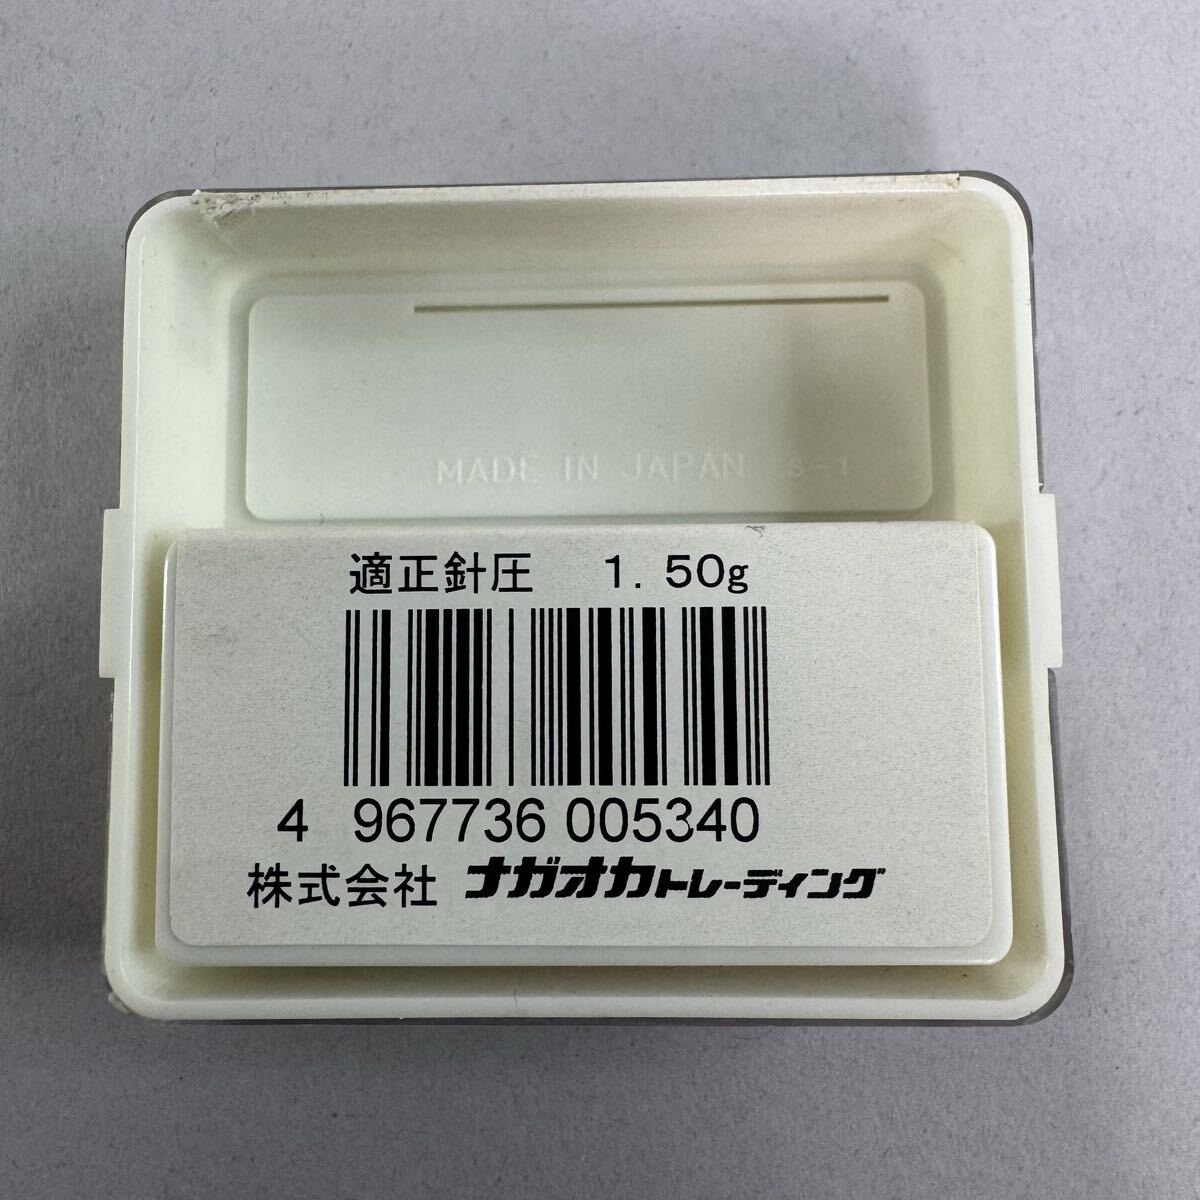 MADE IN JAPAN S-1
適正針圧 1.50g
4 967736 005340
株式会社 ナガオカトレーディング